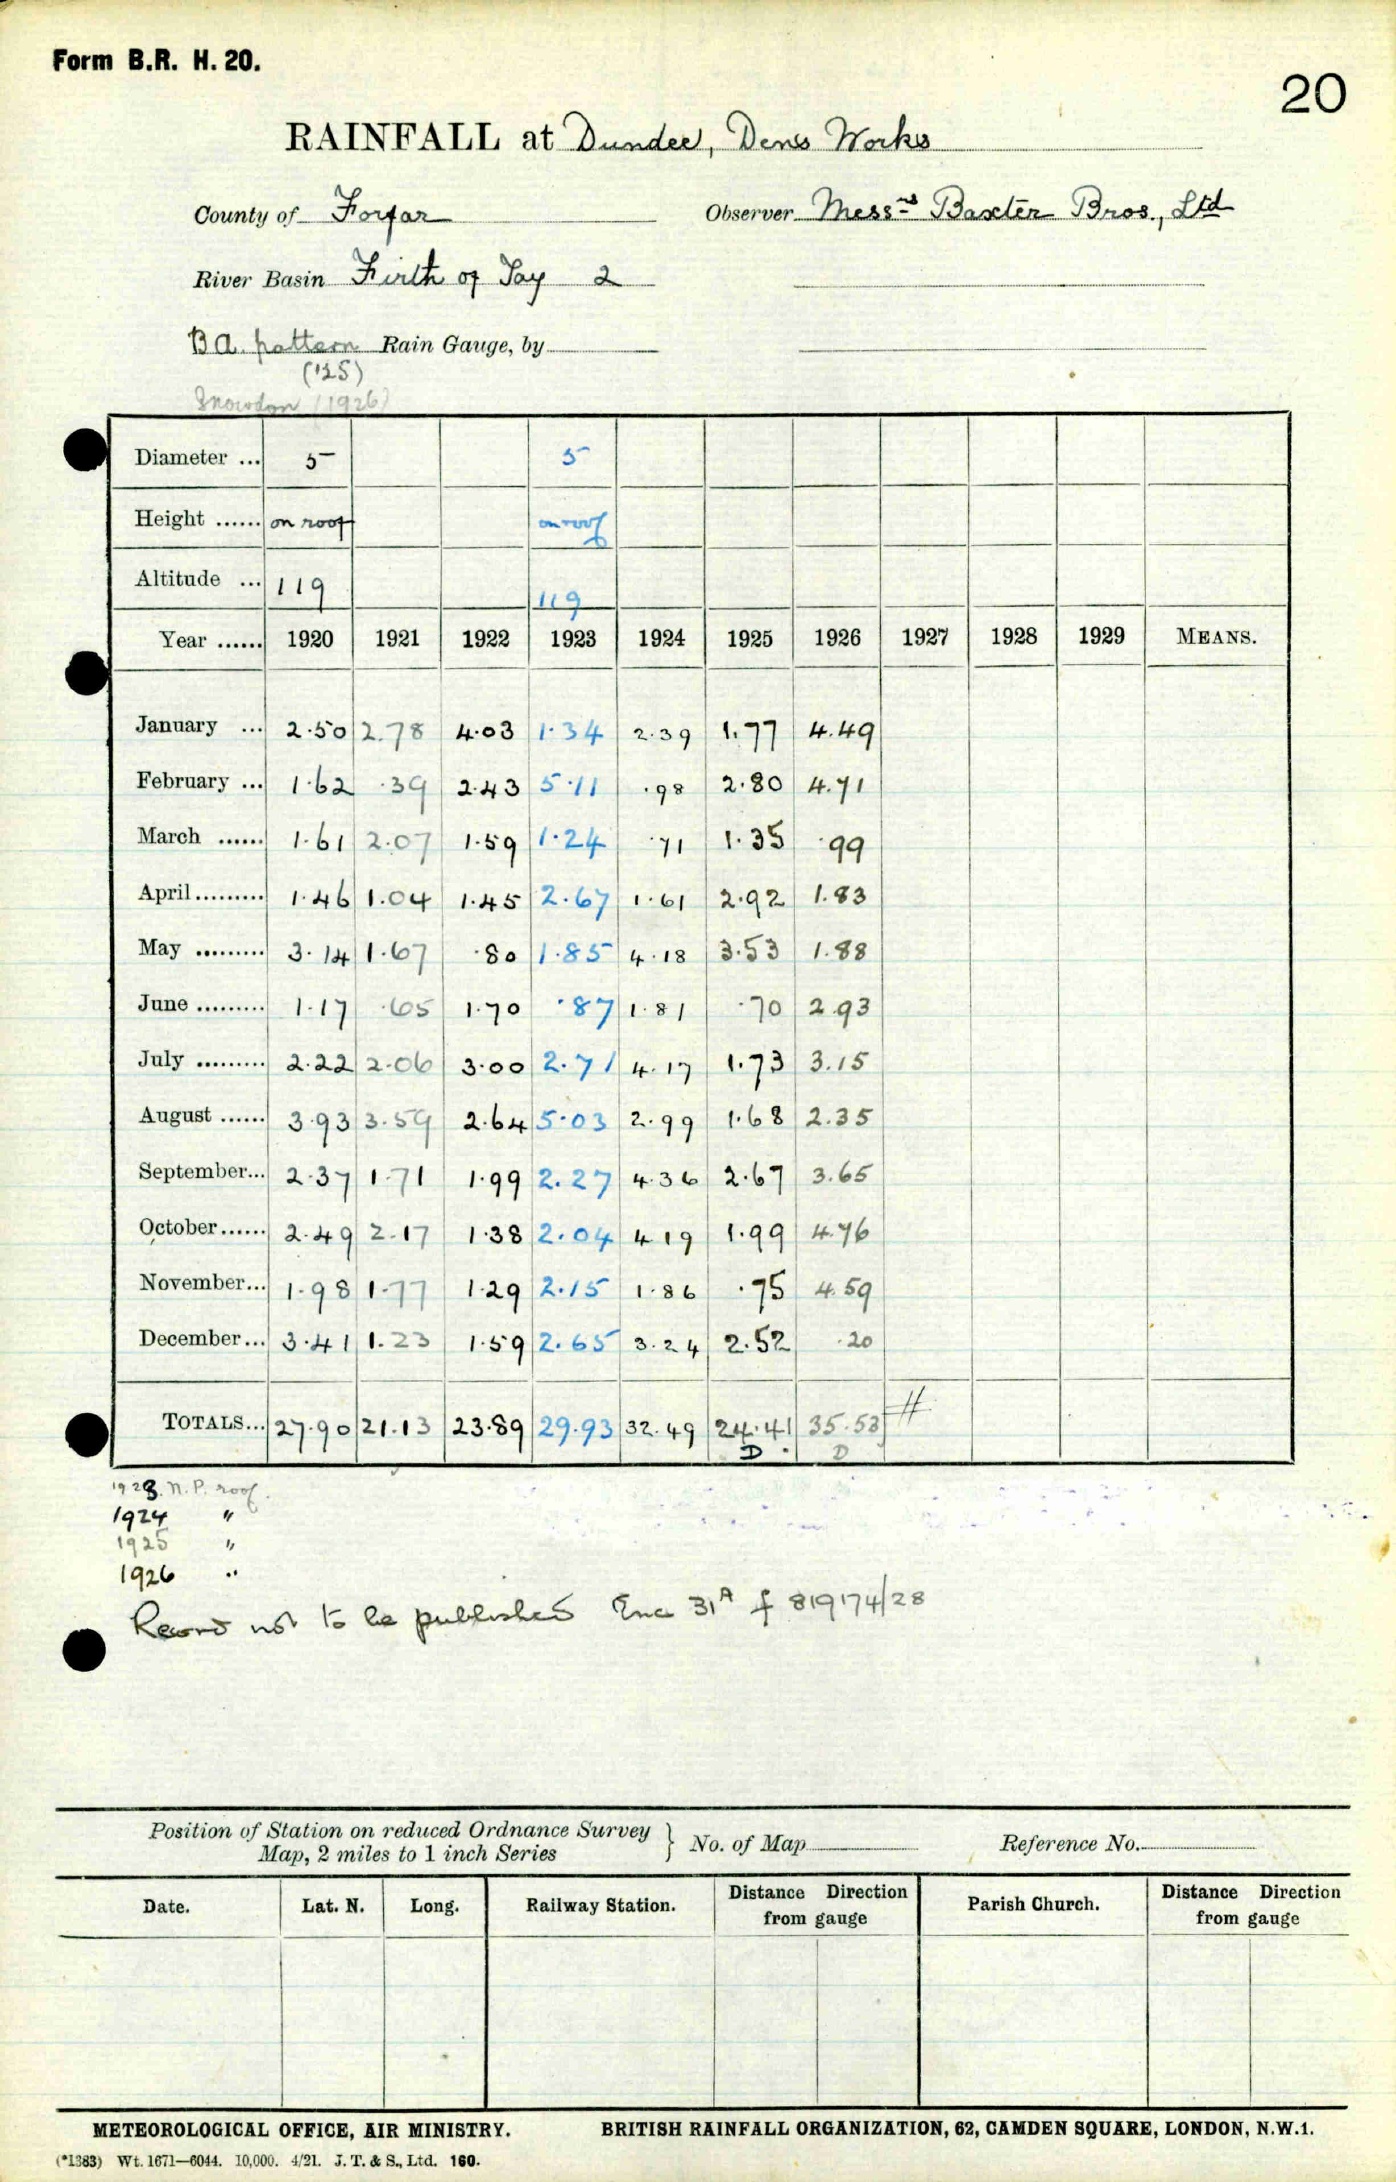 Form B.R. H. 20.
20
RAINFALL at Dundee, Dens Works
County of Forfar Observer Messrs Baxter Bros., Ltd
River Basin Firth of Tay 2
B a. pattern Rain Gauge, by
('25)
Snowdon (1926)
Diameter ... 5 5
Height ...... on roof on roof
Altitude ... 119 119
Year ...... 1920 1921 1922 1923 1924 1925 1926 1927 1928 1929 MEANS.
January ... 2.50 2.78 4.03 1.34 2.39 1.77 4.49
February ... 1.62 .39 2.43 5.11 .98 2.80 4.71
March ...... 1.61 2.07 1.59 1.24 .71 1.35 .99
April ......... 1.46 1.04 1.45 2.67 1.61 2.92 1.83
May ......... 3.14 1.67 .80 1.85 4.18 3.53 1.88
June ......... 1.17 .65 1.70 .87 1.81 .70 2.93
July ......... 2.22 2.06 3.00 2.71 4.17 1.73 3.15
August ...... 3.93 3.59 2.64 5.03 2.99 1.68 2.35
September... 2.37 1.71 1.99 2.27 4.36 2.67 3.65
October...... 2.49 2.17 1.38 2.04 4.19 1.99 4.76
November... 1.98 1.77 1.29 2.15 1.86 .75 4.59
December... 3.41 1.23 1.59 2.65 3.24 2.52 .20
TOTALS... 27.90 21.13 23.89 29.93 32.49 24.41 35.53 #
D D
1923 N.P. roof.
1924 "
1925 "
1926 "
Record not to be published Enc 31A f 819174/28
Position of Station on reduced Ordnance Survey
Map, 2 miles to 1 inch Series } No. of Map Reference No.
Date. Lat. N. Long. Railway Station. Distance Direction from gauge Parish Church. Distance Direction from gauge
METEOROLOGICAL OFFICE, AIR MINISTRY. BRITISH RAINFALL ORGANIZATION, 62, CAMDEN SQUARE, LONDON, N.W.1.
(*1383) Wt. 1671—6044. 10,000. 4/21. J. T. & S., Ltd. 160.